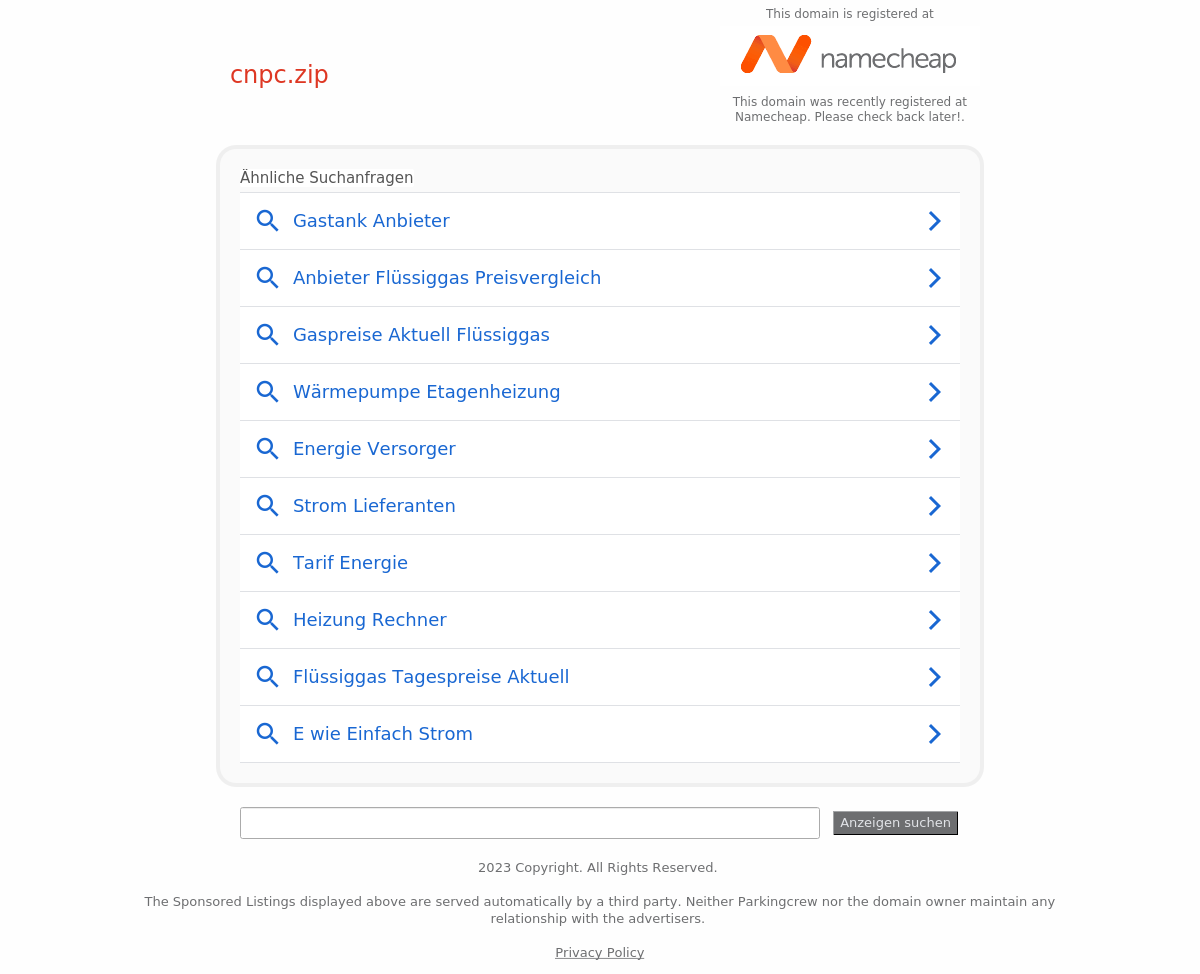 This domain is registered at
namecheap
cnpc.zip
This domain was recently registered at
Namecheap. Please check back later!.
Ähnliche Suchanfragen
Gastank Anbieter
Anbieter Flüssiggas Preisvergleich
Gaspreise Aktuell Flüssiggas
Wärmepumpe Etagenheizung
Energie Versorger
Strom Lieferanten
Tarif Energie
Heizung Rechner
Flüssiggas Tagespreise Aktuell
E wie Einfach Strom
Anzeigen suchen
2023 Copyright. All Rights Reserved.
The Sponsored Listings displayed above are served automatically by a third party. Neither Parkingcrew nor the domain owner maintain any
relationship with the advertisers.
Privacy Policy